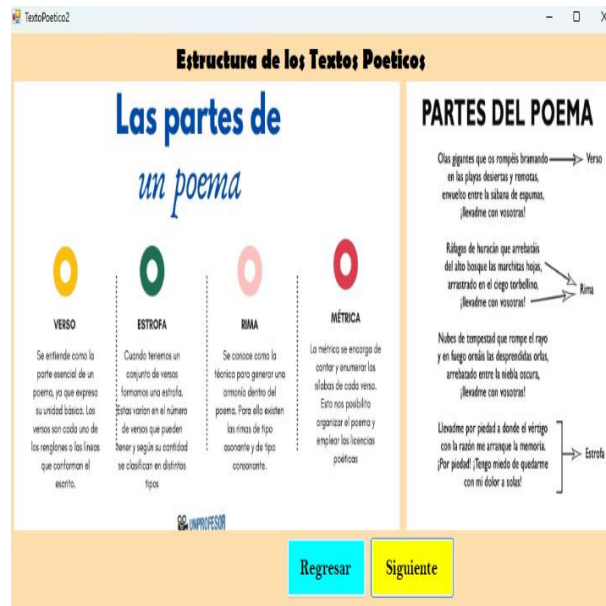 TextoPoetico2
Estructura de los Textos Poeticos
Las partes de
un poema
VERSO
Se entiende como la
parte esencial de un
poema, ya que expresa
su unidad básica. Los
versos son cada uno de
los renglones o las líneas
que conforman el
escrito.
ESTROFA
Cuando tenemos un
conjunto de versos
formamos una estrofa.
Estas varían en el número
de versos que pueden
tener y según su cantidad
se clasifican en distintos
tipos
RIMA
Se conoce como la
técnica para generar una
armonía dentro del
poema. Para ello existen
las rimas de tipo
asonante y de tipo
consonante.
MÉTRICA
La métrica se encarga de
contar y enumerar las
sílabas de cada verso.
Esto nos posibilita
organizar el poema y
emplear las licencias
poéticas
UNPROFESOR
PARTES DEL POEMA
Olas gigantes que os rompéis bramando
Verso
en las playas desiertas y remotas,
envuelto entre la sábana de espumas,
¡llevadme con vosotras!
Ráfagas de huracán que arrebatáis
del alto bosque las marchitas hojas,
arrastrado en el ciego torbellino,
Rima
¡llevadme con vosotras!
Nubes de tempestad que rompe el rayo
y en fuego ornáis las desprendidas orlas,
arrebatado entre la niebla oscura,
¡llevadme con vosotras!
Llevadme por piedad a donde el vértigo
con la razón me arranque la memoria.
¡Por piedad! ¡Tengo miedo de quedarme
Estrofa
con mi dolor a solas!
Regresar
Siguiente